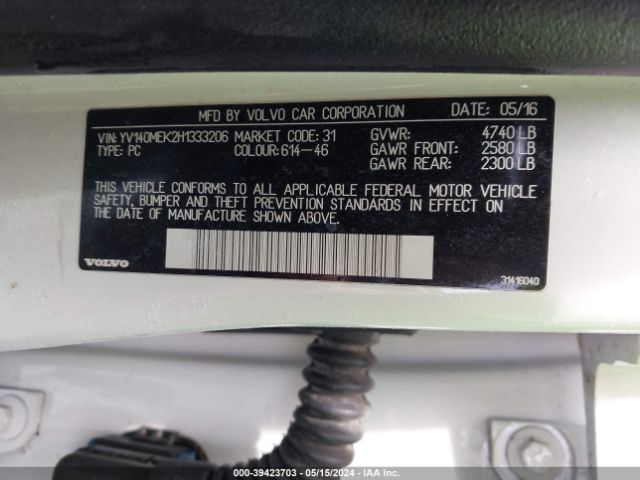 MFD BY VOLVO CAR CORPORATION DATE: 05/16
VIN: YV140MEK2H1333206 MARKET CODE: 31 GVWR: 4740 LB
TYPE: PC COLOUR: 614-46 GAWR FRONT: 2580 LB
GAWR REAR: 2300 LB
THIS VEHICLE CONFORMS TO ALL APPLICABLE FEDERAL MOTOR VEHICLE
SAFETY, BUMPER AND THEFT PREVENTION STANDARDS IN EFFECT ON
THE DATE OF MANUFACTURE SHOWN ABOVE.
VOLVO
31416040
000-39423703 - 05/15/2024 - IAA Inc.